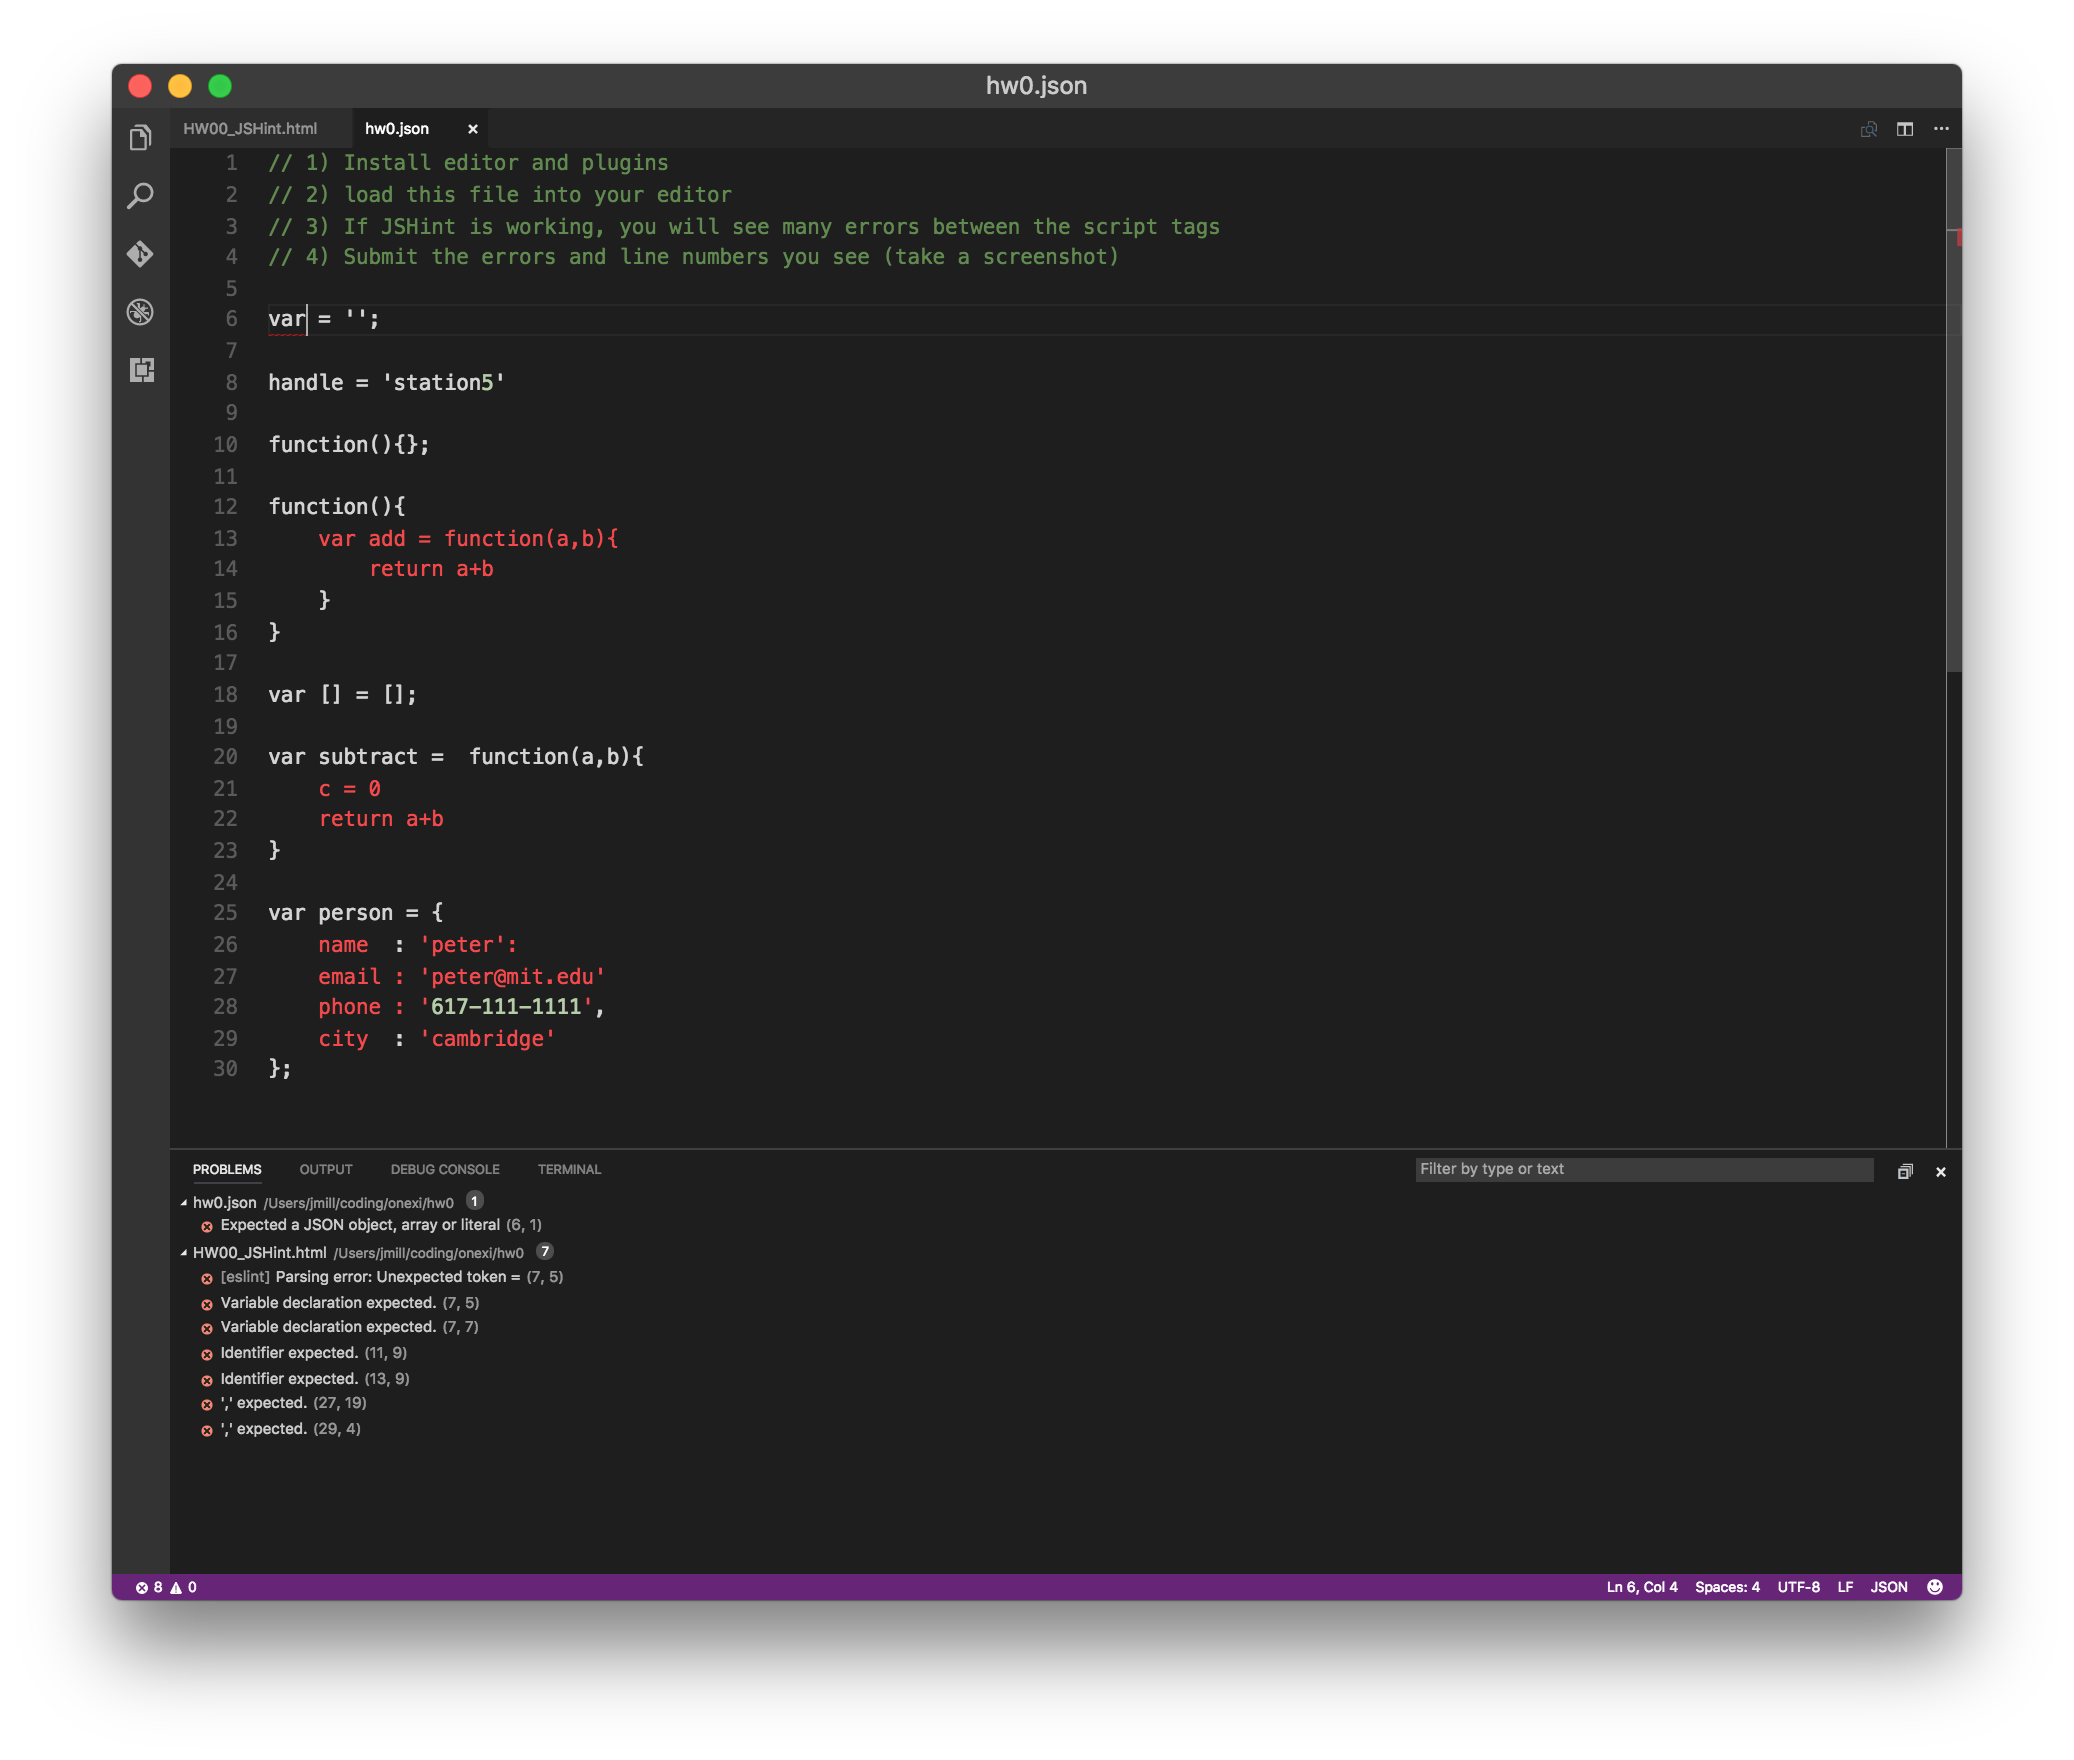 hw0.json
HW00_JSHint.html hw0.json
1 // 1) Install editor and plugins
2 // 2) load this file into your editor
3 // 3) If JSHint is working, you will see many errors between the script tags
4 // 4) Submit the errors and line numbers you see (take a screenshot)
5
6 var = '';
7
8 handle = 'station5'
9
10 function(){};
11
12 function(){
13 var add = function(a,b){
14 return a+b
15 }
16 }
17
18 var [] = [];
19
20 var subtract =  function(a,b){
21 c = 0
22 return a+b
23 }
24
25 var person = {
26 name  : 'peter':
27 email : 'peter@mit.edu'
28 phone : '617-111-1111',
29 city  : 'cambridge'
30 };
PROBLEMS OUTPUT DEBUG CONSOLE TERMINAL Filter by type or text
hw0.json /Users/jmill/coding/onexi/hw0 1
Expected a JSON object, array or literal (6, 1)
HW00_JSHint.html /Users/jmill/coding/onexi/hw0 7
[eslint] Parsing error: Unexpected token = (7, 5)
Variable declaration expected. (7, 5)
Variable declaration expected. (7, 7)
Identifier expected. (11, 9)
Identifier expected. (13, 9)
',' expected. (27, 19)
',' expected. (29, 4)
8 0 Ln 6, Col 4 Spaces: 4 UTF-8 LF JSON